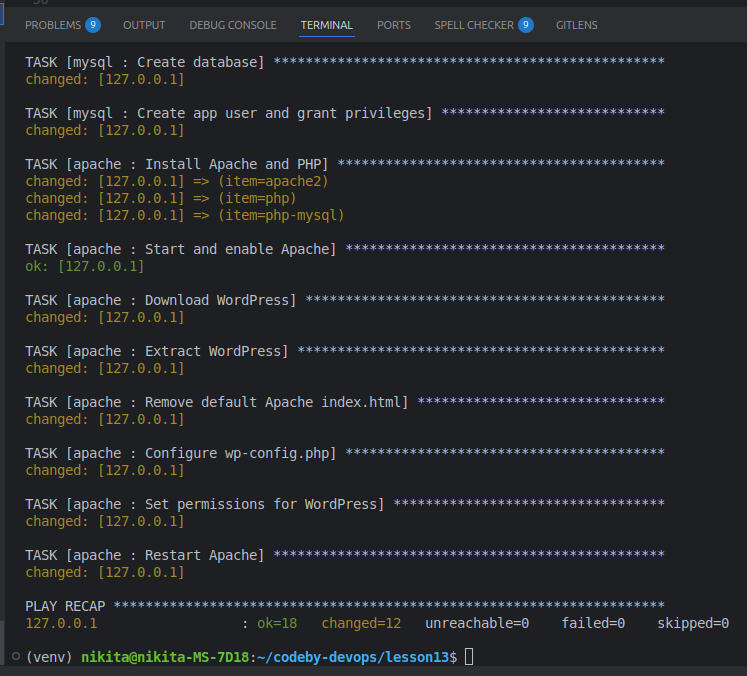 PROBLEMS 9 OUTPUT DEBUG CONSOLE TERMINAL PORTS SPELL CHECKER 9 GITLENS
TASK [mysql : Create database] *************************************************
changed: [127.0.0.1]
TASK [mysql : Create app user and grant privileges] ****************************
changed: [127.0.0.1]
TASK [apache : Install Apache and PHP] *****************************************
changed: [127.0.0.1] => (item=apache2)
changed: [127.0.0.1] => (item=php)
changed: [127.0.0.1] => (item=php-mysql)
TASK [apache : Start and enable Apache] ****************************************
ok: [127.0.0.1]
TASK [apache : Download WordPress] *********************************************
changed: [127.0.0.1]
TASK [apache : Extract WordPress] **********************************************
changed: [127.0.0.1]
TASK [apache : Remove default Apache index.html] *******************************
changed: [127.0.0.1]
TASK [apache : Configure wp-config.php] ****************************************
changed: [127.0.0.1]
TASK [apache : Set permissions for WordPress] **********************************
changed: [127.0.0.1]
TASK [apache : Restart Apache] *************************************************
changed: [127.0.0.1]
PLAY RECAP *********************************************************************
127.0.0.1 : ok=18 changed=12 unreachable=0 failed=0 skipped=0
(venv) nikita@nikita-MS-7D18:~/codeby-devops/lesson13$